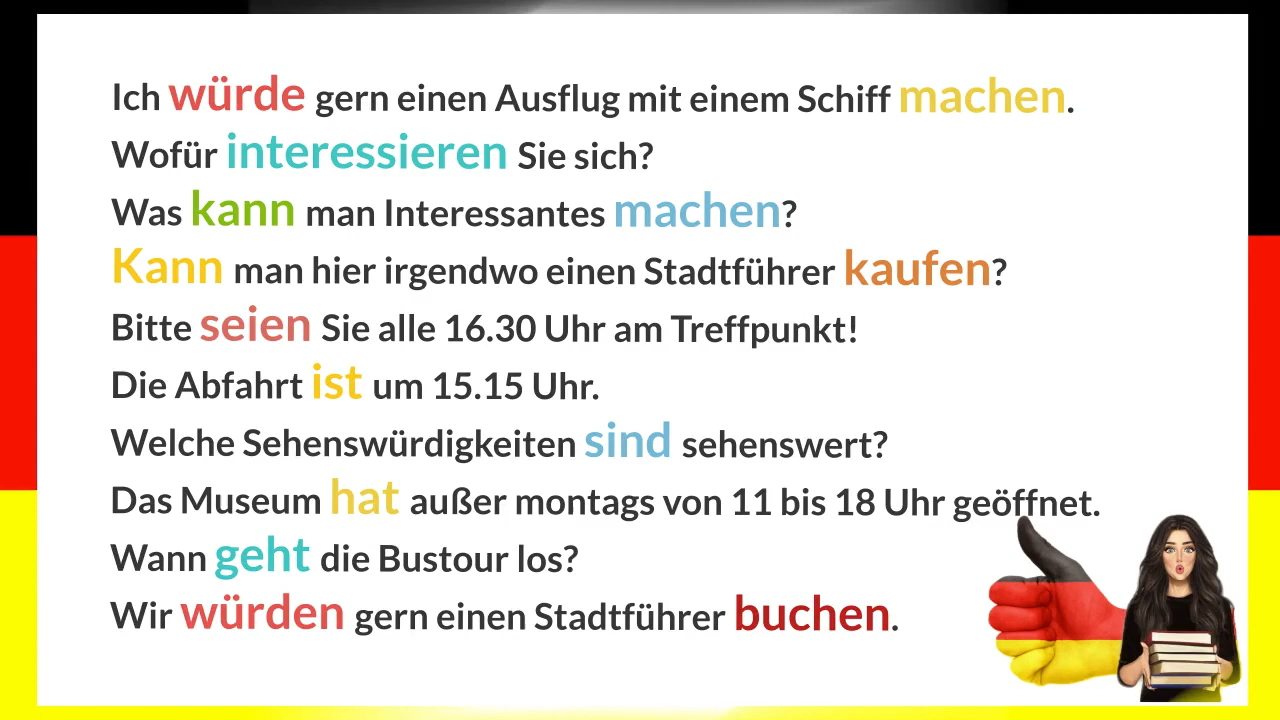 Ich würde gern einen Ausflug mit einem Schiff machen.
Wofür interessieren Sie sich?
Was kann man Interessantes machen?
Kann man hier irgendwo einen Stadtführer kaufen?
Bitte seien Sie alle 16.30 Uhr am Treffpunkt!
Die Abfahrt ist um 15.15 Uhr.
Welche Sehenswürdigkeiten sind sehenswert?
Das Museum hat außer montags von 11 bis 18 Uhr geöffnet.
Wann geht die Bustour los?
Wir würden gern einen Stadtführer buchen.